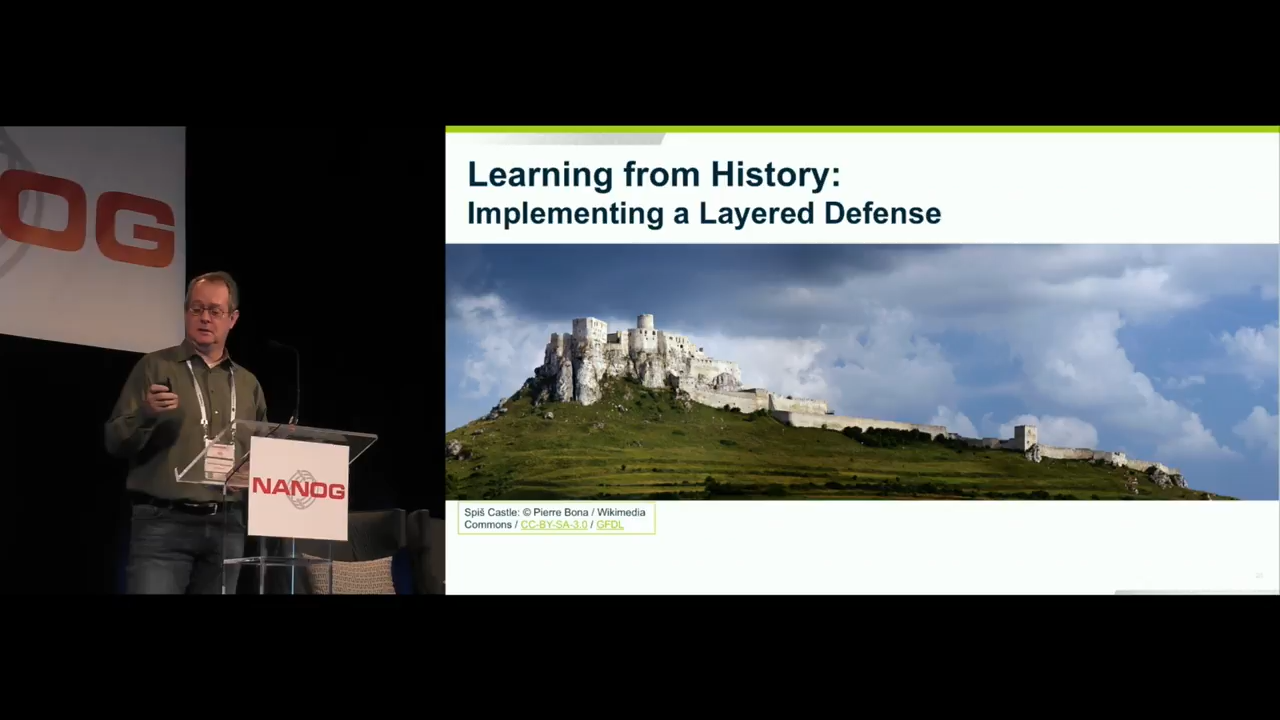 OG
NANOG
Learning from History:
Implementing a Layered Defense
Spiš Castle: © Pierre Bona / Wikimedia
Commons / CC-BY-SA-3.0 / GFDL